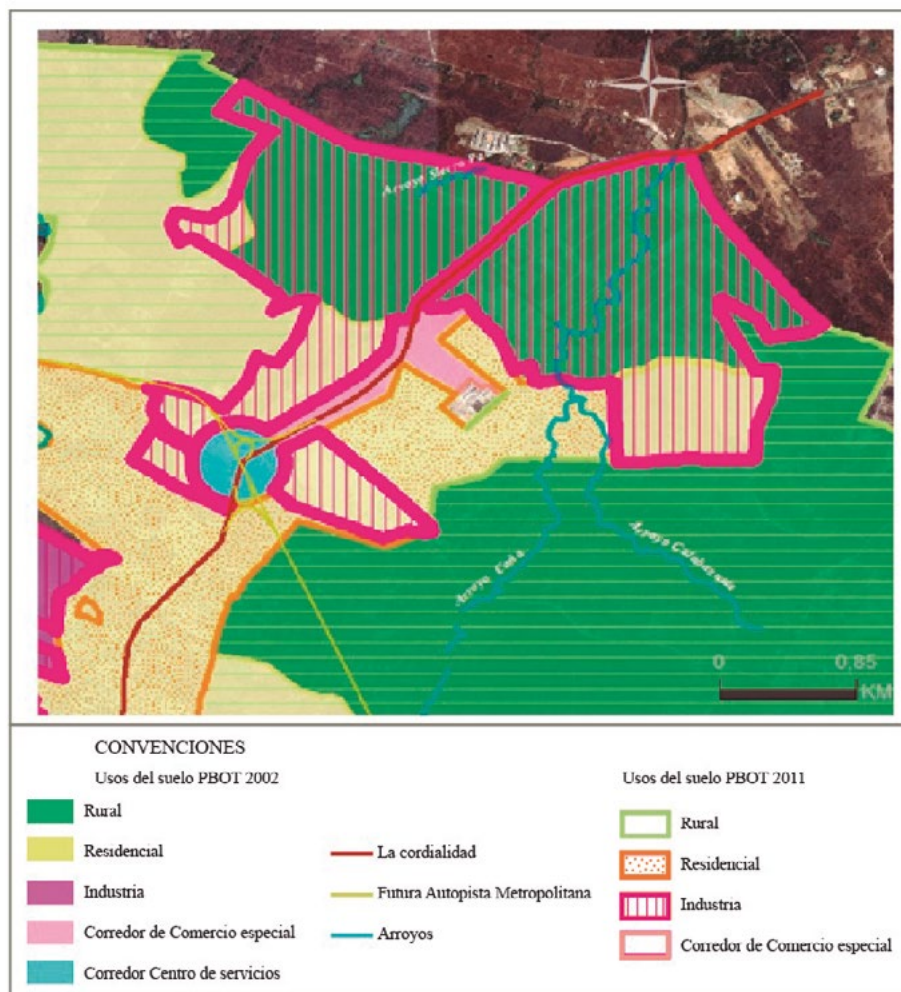 Arroyo
Arroyo
Arroyo
0 0,85
KM
CONVENCIONES
Usos del suelo PBOT 2002
Rural
Residencial
Industria
Corredor de Comercio especial
Corredor Centro de servicios
La cordialidad
Futura Autopista Metropolitana
Arroyos
Usos del suelo PBOT 2011
Rural
Residencial
Industria
Corredor de Comercio especial